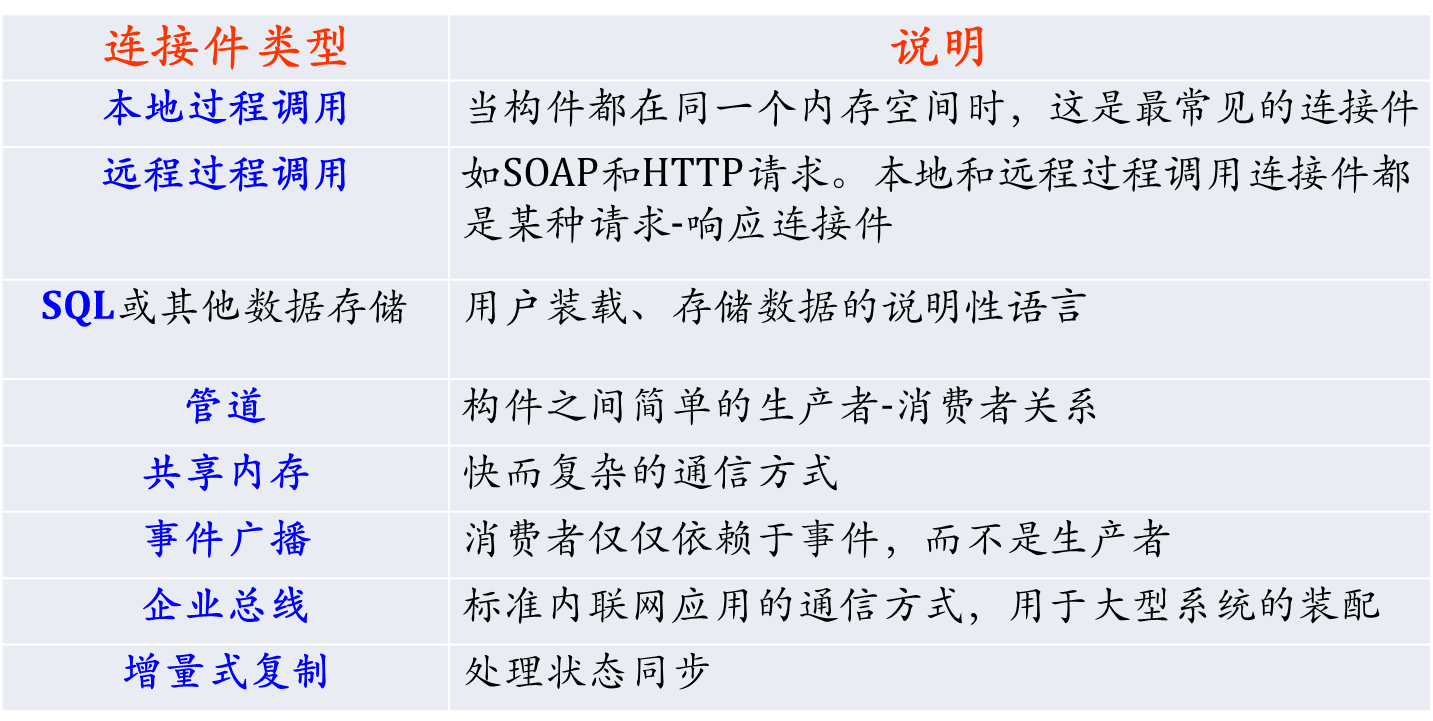 连接件类型 说明
本地过程调用 当构件都在同一个内存空间时，这是最常见的连接件
远程过程调用 如SOAP和HTTP请求。本地和远程过程调用连接件都
是某种请求-响应连接件
SQL或其他数据存储 用户装载、存储数据的说明性语言
管道 构件之间简单的生产者-消费者关系
共享内存 快而复杂的通信方式
事件广播 消费者仅仅依赖于事件，而不是生产者
企业总线 标准内联网应用的通信方式，用于大型系统的装配
增量式复制 处理状态同步